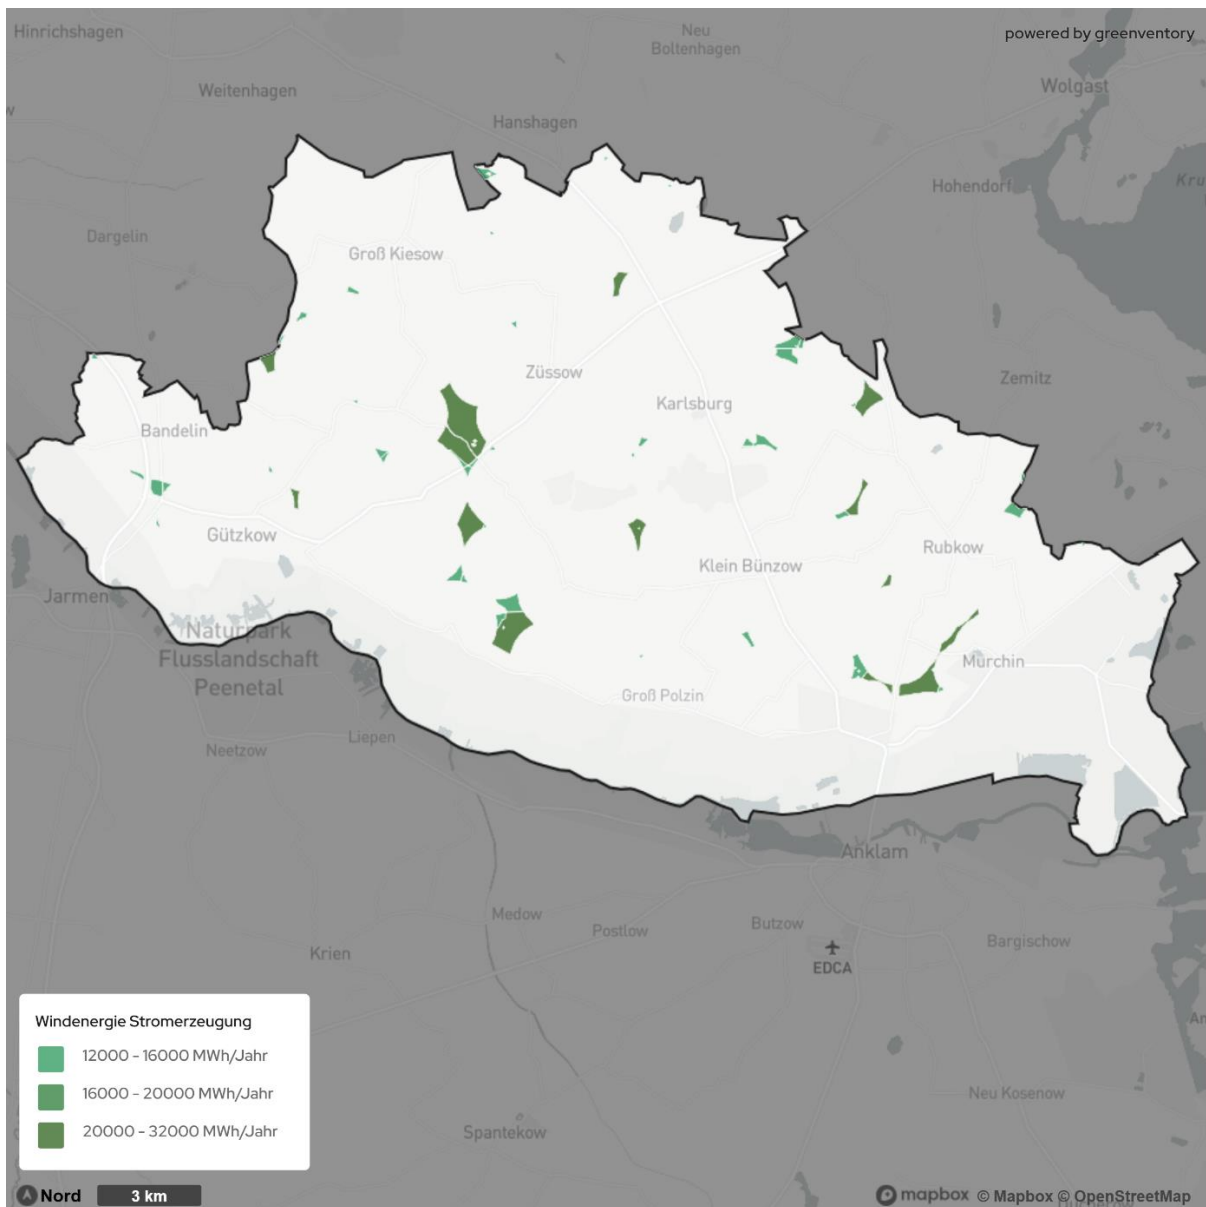 Hinrichshagen
Neu
Boltenhagen
powered by greenventory
Weitenhagen
Wolgast
Hanshagen
Hohendorf
Kru
Dargelin
Groß Kiesow
Züssow
Zemitz
Karlsburg
Bandelin
Gützkow
Rubkow
Klein Bünzow
Jarmen
Naturpark
Flusslandschaft
Peenetal
Murchin
Groß Polzin
Liepen
Neetzow
Anklam
Medow
Postlow
Butzow
Bargischow
Krien
EDCA
An
Windenergie Stromerzeugung
12000 - 16000 MWh/Jahr
16000 - 20000 MWh/Jahr
20000 - 32000 MWh/Jahr
Neu Kosenow
Spantekow
Nord
3 km
mapbox © Mapbox © OpenStreetMap